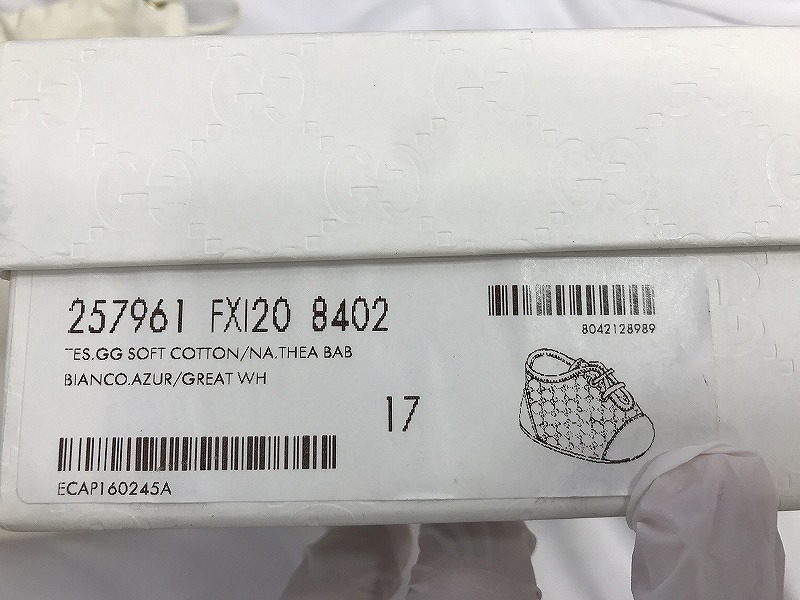 257961 FXI20 8402
8042128989
TES.GG SOFT COTTON/NA.THEA BAB
BIANCO.AZUR/GREAT WH
17
ECAP160245A